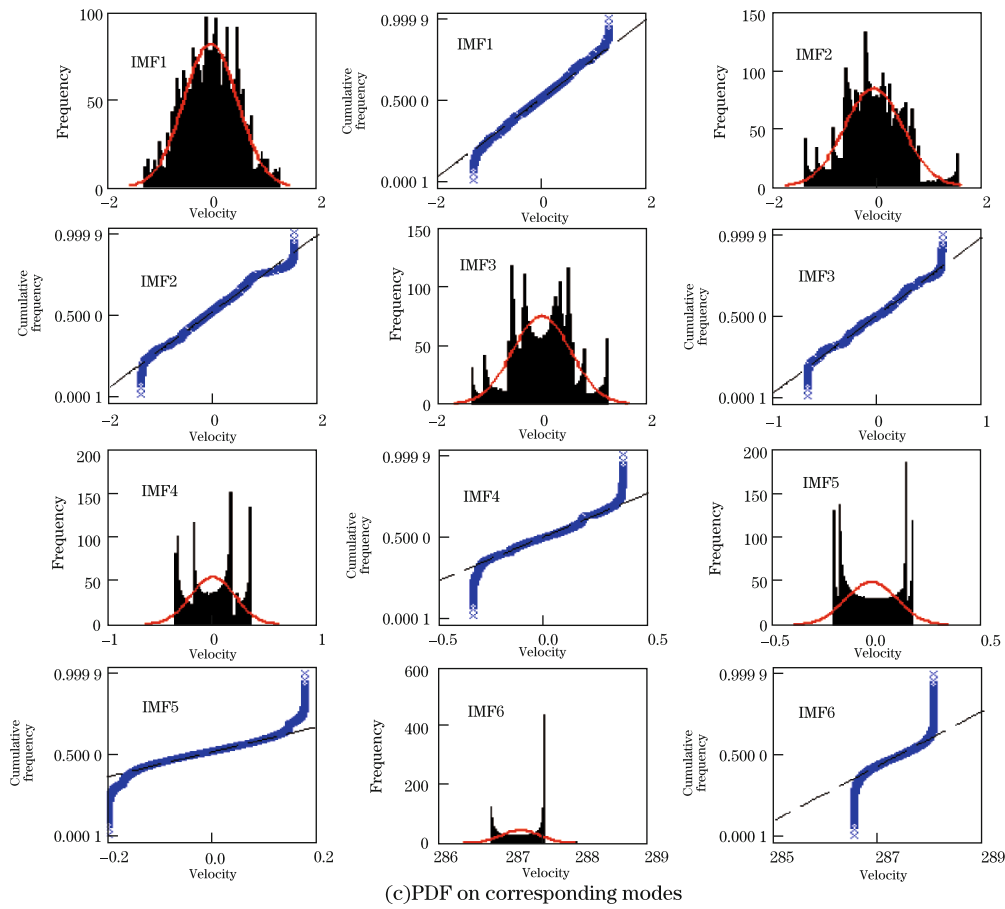 100
50
0
Frequency
IMF1
−2
0
2
Velocity
0.999 9
0.500 0
0.000 1
Cumulative
frequency
IMF1
−2
0
2
Velocity
150
100
50
0
Frequency
IMF2
−2
0
2
Velocity
0.999 9
0.500 0
0.000 1
Cumulative
frequency
IMF2
−2
0
2
Velocity
150
100
50
0
Frequency
IMF3
−2
0
2
Velocity
0.999 9
0.500 0
0.000 1
Cumulative
frequency
IMF3
−1
0
1
Velocity
200
150
100
50
0
Frequency
IMF4
−1
0
1
Velocity
0.999 9
0.500 0
0.000 1
Cumulative
frequency
IMF4
−0.5
0.0
0.5
Velocity
200
150
100
50
0
Frequency
IMF5
−0.5
0.0
0.5
Velocity
0.999 9
0.500 0
0.000 1
Cumulative
frequency
IMF5
−0.2
0.0
0.2
Velocity
600
400
200
0
Frequency
IMF6
286
287
288
289
Velocity
0.999 9
0.500 0
0.000 1
Cumulative
frequency
IMF6
285
287
289
Velocity
(c)PDF on corresponding modes